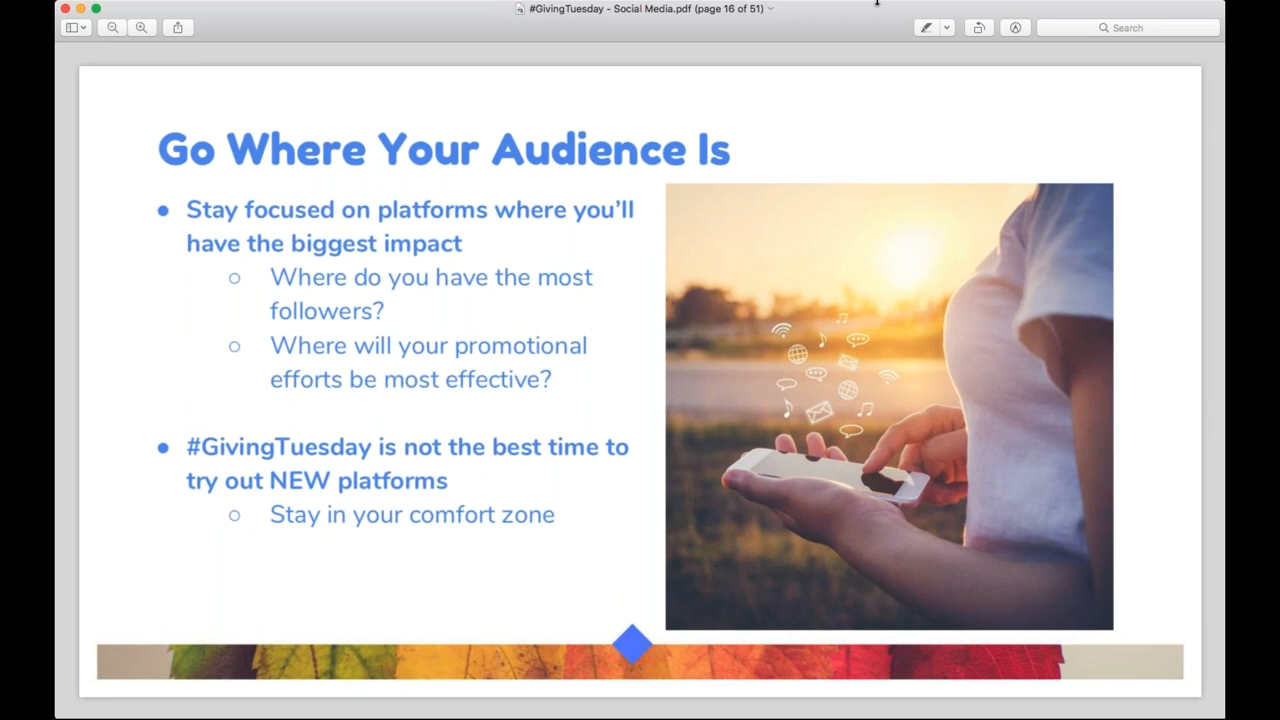 #GivingTuesday - Social Media.pdf (page 16 of 51)
Search
Go Where Your Audience Is
● Stay focused on platforms where you’ll
have the biggest impact
○ Where do you have the most
followers?
○ Where will your promotional
efforts be most effective?
● #GivingTuesday is not the best time to
try out NEW platforms
○ Stay in your comfort zone